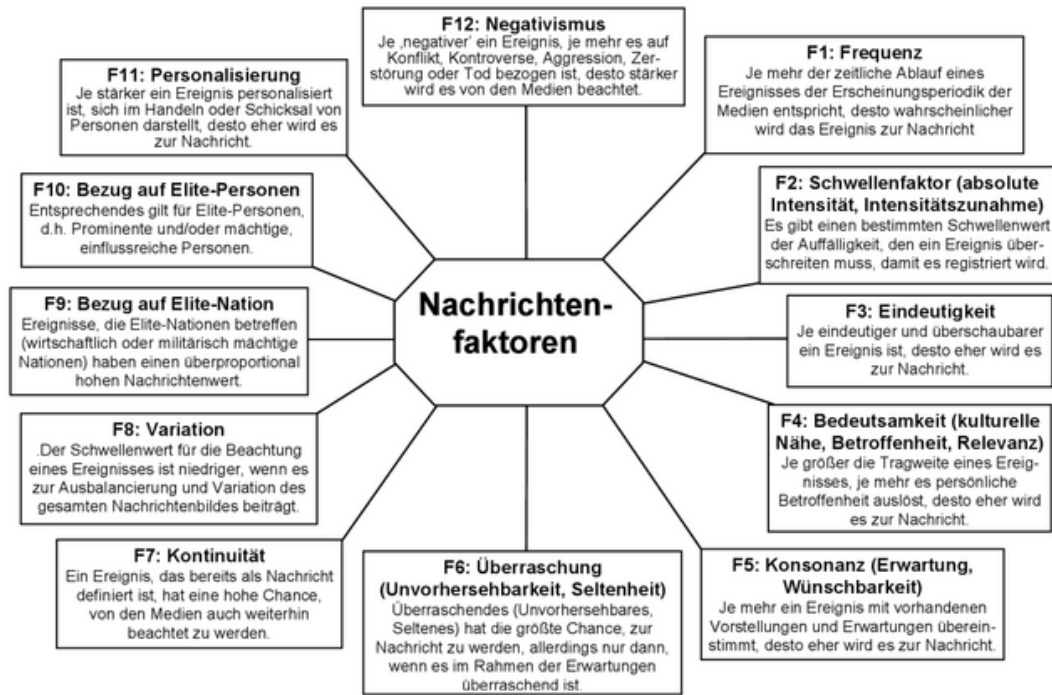 Nachrichten-
faktoren
F1: Frequenz
Je mehr der zeitliche Ablauf eines
Ereignisses der Erscheinungsperiodik der
Medien entspricht, desto wahrscheinlicher
wird das Ereignis zur Nachricht
F2: Schwellenfaktor (absolute
Intensität, Intensitätszunahme)
Es gibt einen bestimmten Schwellenwert
der Auffälligkeit, den ein Ereignis über-
schreiten muss, damit es registriert wird.
F3: Eindeutigkeit
Je eindeutiger und überschaubarer
ein Ereignis ist, desto eher wird es
zur Nachricht.
F4: Bedeutsamkeit (kulturelle
Nähe, Betroffenheit, Relevanz)
Je größer die Tragweite eines Ereig-
nisses, je mehr es persönliche
Betroffenheit auslöst, desto eher wird
es zur Nachricht.
F5: Konsonanz (Erwartung,
Wünschbarkeit)
Je mehr ein Ereignis mit vorhandenen
Vorstellungen und Erwartungen überein-
stimmt, desto eher wird es zur Nachricht.
F6: Überraschung
(Unvorhersehbarkeit, Seltenheit)
Überraschendes (Unvorhersehbares,
Seltenes) hat die größte Chance, zur
Nachricht zu werden, allerdings nur dann,
wenn es im Rahmen der Erwartungen
überraschend ist.
F7: Kontinuität
Ein Ereignis, das bereits als Nachricht
definiert ist, hat eine hohe Chance,
von den Medien auch weiterhin
beachtet zu werden.
F8: Variation
.Der Schwellenwert für die Beachtung
eines Ereignisses ist niedriger, wenn es
zur Ausbalancierung und Variation des
gesamten Nachrichtenbildes beiträgt.
F9: Bezug auf Elite-Nation
Ereignisse, die Elite-Nationen betreffen
(wirtschaftlich oder militärisch mächtige
Nationen) haben einen überproportional
hohen Nachrichtenwert.
F10: Bezug auf Elite-Personen
Entsprechendes gilt für Elite-Personen,
d.h. Prominente und/oder mächtige,
einflussreiche Personen.
F11: Personalisierung
Je stärker ein Ereignis personalisiert
ist, sich im Handeln oder Schicksal von
Personen darstellt, desto eher wird es
zur Nachricht.
F12: Negativismus
Je ‚negativer' ein Ereignis, je mehr es auf
Konflikt, Kontroverse, Aggression, Zer-
störung oder Tod bezogen ist, desto stärker
wird es von den Medien beachtet.